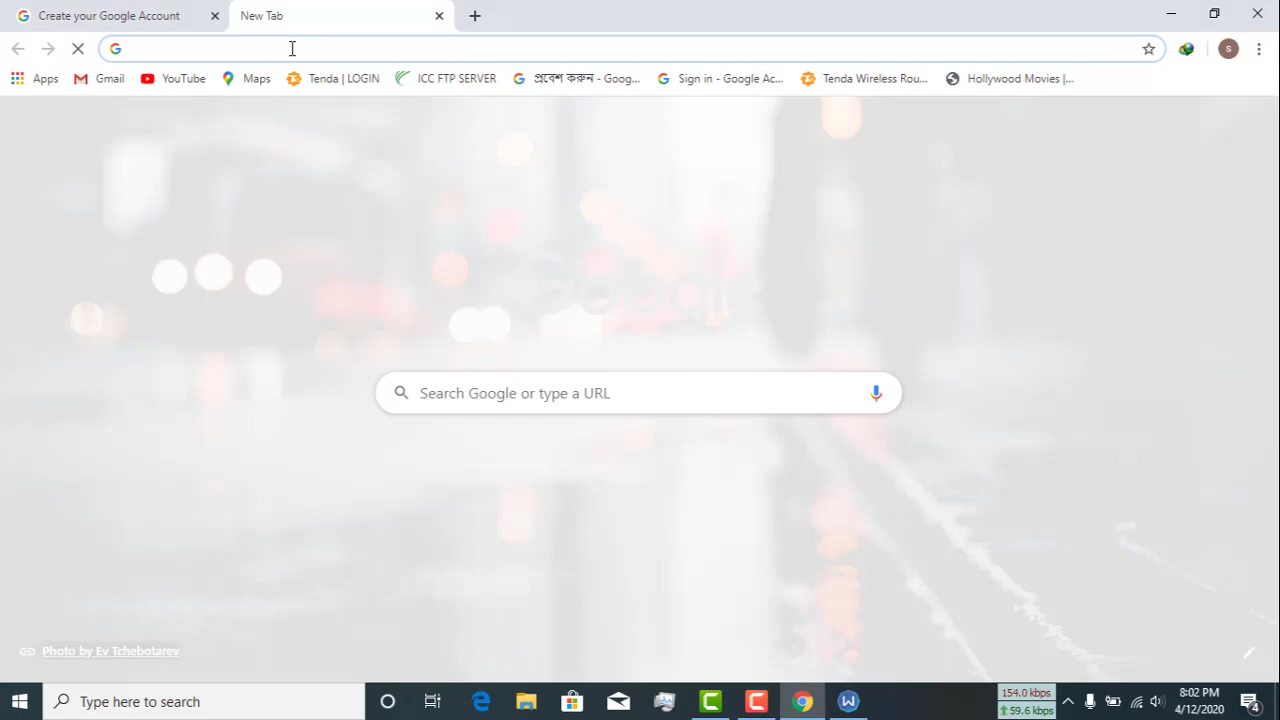 Create your Google Account
New Tab
Apps
Gmail
YouTube
Maps
Tenda | LOGIN
ICC FTP SERVER
প্রবেশ করুন - Goog...
Sign in - Google Ac...
Tenda Wireless Rou...
Hollywood Movies |...
S
Google
Search Google or type a URL
Photo by Ev Tchebotarev
Type here to search
154.0 kbps
59.6 kbps
8:02 PM
4/12/2020
4